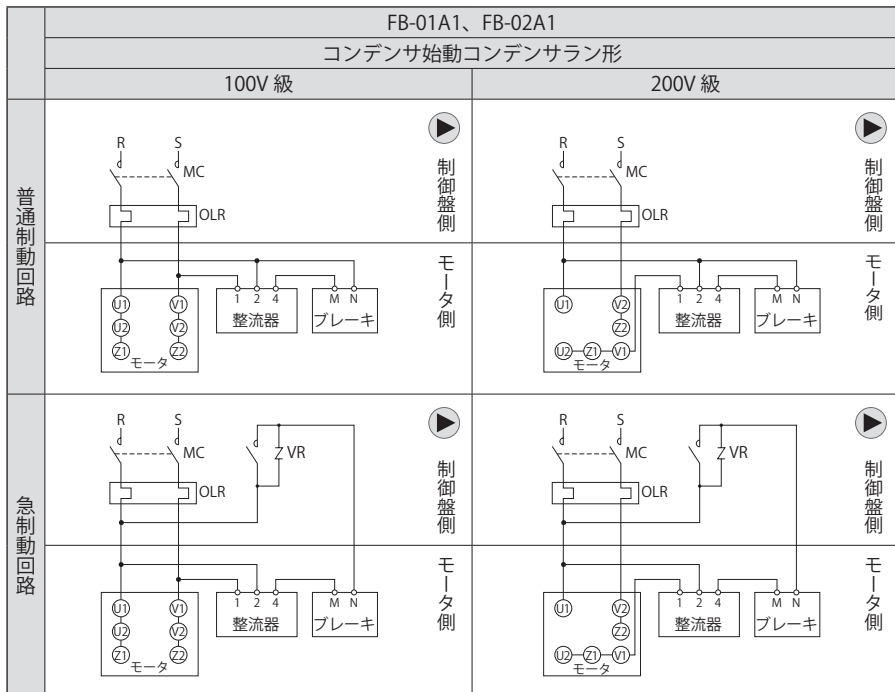 FB-01A1、FB-02A1
コンデンサ始動コンデンサラン形
100V 級
200V 級
普通制動回路
R S
MC
OLR
制御盤側
モータ側
U1 V1
U2 V2
Z1 Z2
モータ
1 2 4
整流器
M N
ブレーキ
R S
MC
OLR
制御盤側
モータ側
U1 V2
Z2
U2 Z1 V1
モータ
1 2 4
整流器
M N
ブレーキ
急制動回路
R S
MC
VR
OLR
制御盤側
モータ側
U1 V1
U2 V2
Z1 Z2
モータ
1 2 4
整流器
M N
ブレーキ
R S
MC
VR
OLR
制御盤側
モータ側
U1 V2
Z2
U2 Z1 V1
モータ
1 2 4
整流器
M N
ブレーキ